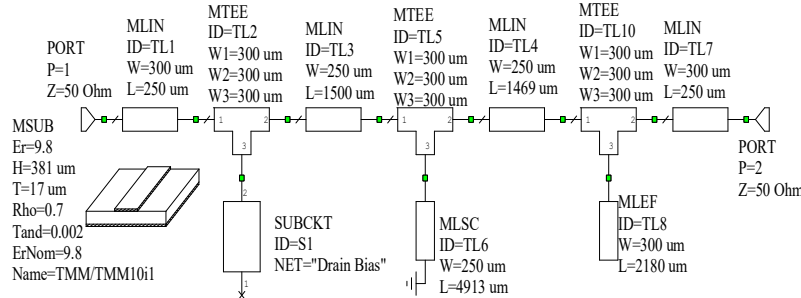 PORT
P=1
Z=50 Ohm
MLIN
ID=TL1
W=300 um
L=250 um
MTEE
ID=TL2
W1=300 um
W2=300 um
W3=300 um
MLIN
ID=TL3
W=250 um
L=1500 um
MTEE
ID=TL5
W1=300 um
W2=300 um
W3=300 um
MLIN
ID=TL4
W=250 um
L=1469 um
MTEE
ID=TL10
W1=300 um
W2=300 um
W3=300 um
MLIN
ID=TL7
W=300 um
L=250 um
1 2
3
1 2
3
1 2
3
PORT
P=2
Z=50 Ohm
MSUB
Er=9.8
H=381 um
T=17 um
Rho=0.7
Tand=0.002
ErNom=9.8
Name=TMM/TMM10i1
2
1
SUBCKT
ID=S1
NET="Drain Bias"
MLSC
ID=TL6
W=250 um
L=4913 um
MLEF
ID=TL8
W=300 um
L=2180 um